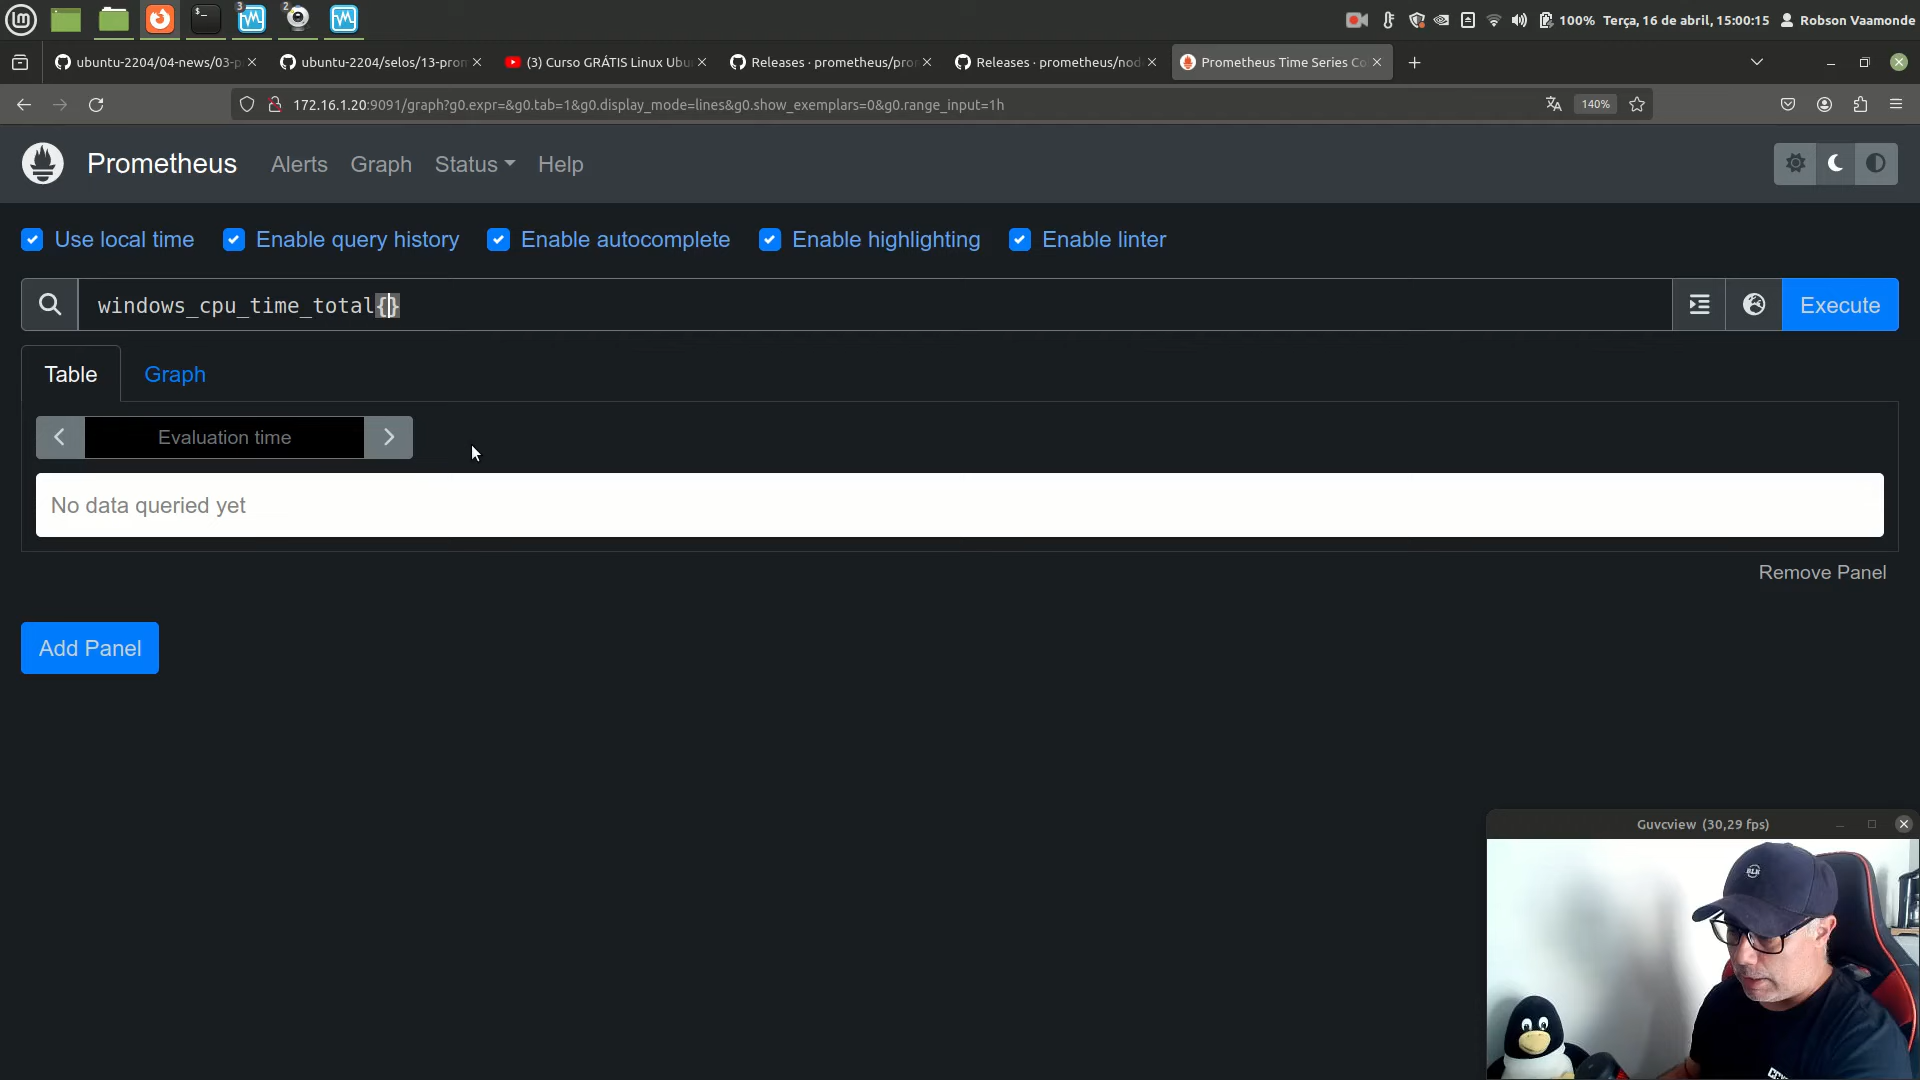 3
2
100%
Terça, 16 de abril, 15:00:15
Robson Vaamonde
ubuntu-2204/04-news/03-p
ubuntu-2204/selos/13-pron
(3) Curso GRÁTIS Linux Ubu
Releases · prometheus/pror
Releases · prometheus/nod
Prometheus Time Series Co
172.16.1.20:9091/graph?g0.expr=&g0.tab=1&g0.display_mode=lines&g0.show_exemplars=0&g0.range_input=1h
140%
Prometheus
Alerts
Graph
Status
Help
Use local time
Enable query history
Enable autocomplete
Enable highlighting
Enable linter
windows_cpu_time_total{}
Execute
Table
Graph
Evaluation time
No data queried yet
Remove Panel
Add Panel
Guvcview (30,29 fps)